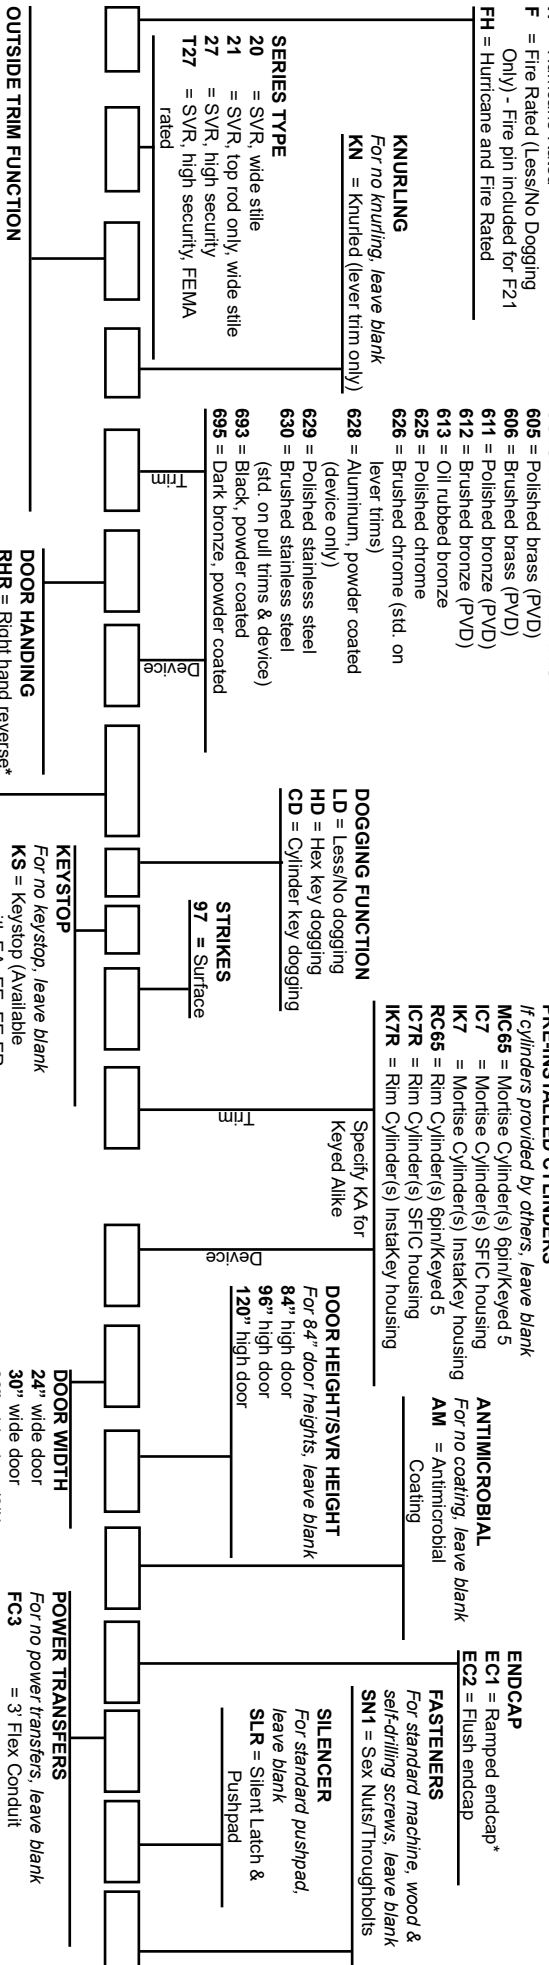 F = Fire Rated (Less/No Dogging
Only) - Fire pin included for F21
FH = Hurricane and Fire Rated
KNURLING
For no knurling, leave blank
KN = Knurled (lever trim only)
SERIES TYPE
20 = SVR, wide stile
21 = SVR, top rod only, wide stile
27 = SVR, high security
T27 = SVR, high security, FEMA
rated
OUTSIDE TRIM FUNCTION
605 = Polished brass (PVD)
606 = Brushed brass (PVD)
611 = Polished bronze (PVD)
612 = Brushed bronze (PVD)
613 = Oil rubbed bronze
625 = Polished chrome
626 = Brushed chrome (std. on
lever trims)
628 = Aluminum, powder coated
(device only)
629 = Polished stainless steel
630 = Brushed stainless steel
(std. on pull trims & device)
693 = Black, powder coated
695 = Dark bronze, powder coated
Trim
Device
DOOR HANDING
RHR = Right hand reverse*
DOGGING FUNCTION
LD = Less/No dogging
HD = Hex key dogging
CD = Cylinder key dogging
STRIKES
97 = Surface
KEYSTOP
For no keystop, leave blank
KS = Keystop (Available
PRE-INSTALLED CYLINDERS
If cylinders provided by others, leave blank
MC65 = Mortise Cylinder(s) 6pin/Keyed 5
IC7 = Mortise Cylinder(s) SFIC housing
IK7 = Mortise Cylinder(s) InstaKey housing
RC65 = Rim Cylinder(s) 6pin/Keyed 5
IC7R = Rim Cylinder(s) SFIC housing
IK7R = Rim Cylinder(s) InstaKey housing
Specify KA for
Keyed Alike
Trim
Device
DOOR HEIGHT/SVR HEIGHT
For 84” door heights, leave blank
84” high door
96” high door
120” high door
DOOR WIDTH
24” wide door
30” wide door
ANTIMICROBIAL
For no coating, leave blank
AM = Antimicrobial
Coating
ENDCAP
EC1 = Ramped endcap*
EC2 = Flush endcap
FASTENERS
For standard machine, wood &
self-drilling screws, leave blank
SN1 = Sex Nuts/Throughbolts
SILENCER
For standard pushpad,
leave blank
SLR = Silent Latch &
Pushpad
POWER TRANSFERS
For no power transfers, leave blank
FC3 = 3’ Flex Conduit